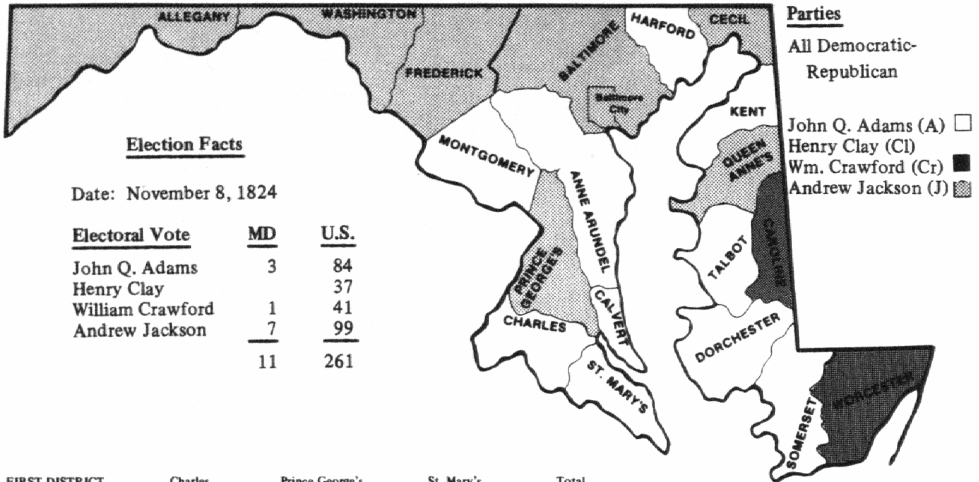 ALLEGANY
WASHINGTON
FREDERICK
BALTIMORE
Baltimore
City
HARFORD
CECIL
KENT
QUEEN
ANNE'S
CAROLINE
TALBOT
DORCHESTER
WORCESTER
SOMERSET
MONTGOMERY
ANNE ARUNDEL
PRINCE
GEORGE'S
CALVERT
CHARLES
ST. MARY'S
Parties
All Democratic-
Republican
John Q. Adams (A)
Henry Clay (Cl)
Wm. Crawford (Cr)
Andrew Jackson (J)
Election Facts
Date: November 8, 1824
Electoral Vote MD U.S.
John Q. Adams 3 84
Henry Clay 37
William Crawford 1 41
Andrew Jackson 7 99
11 261
FIRST DISTRICT Charles Prince George's St. Mary's Total